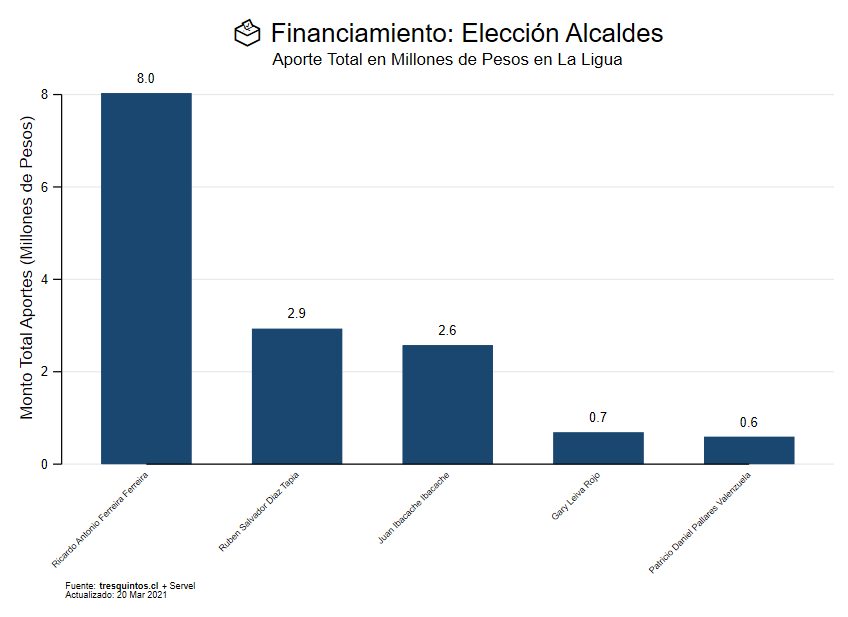 Financiamiento: Elección Alcaldes
Aporte Total en Millones de Pesos en La Ligua
Monto Total Aportes (Millones de Pesos)
8
6
4
2
0
8.0
2.9
2.6
0.7
0.6
Ricardo Antonio Ferreira Ferreira
Ruben Salvador Diaz Tapia
Juan Ibacache Ibacache
Gary Leiva Rojo
Patricio Daniel Pallares Valenzuela
Fuente: tresquintos.cl + Servel
Actualizado: 20 Mar 2021